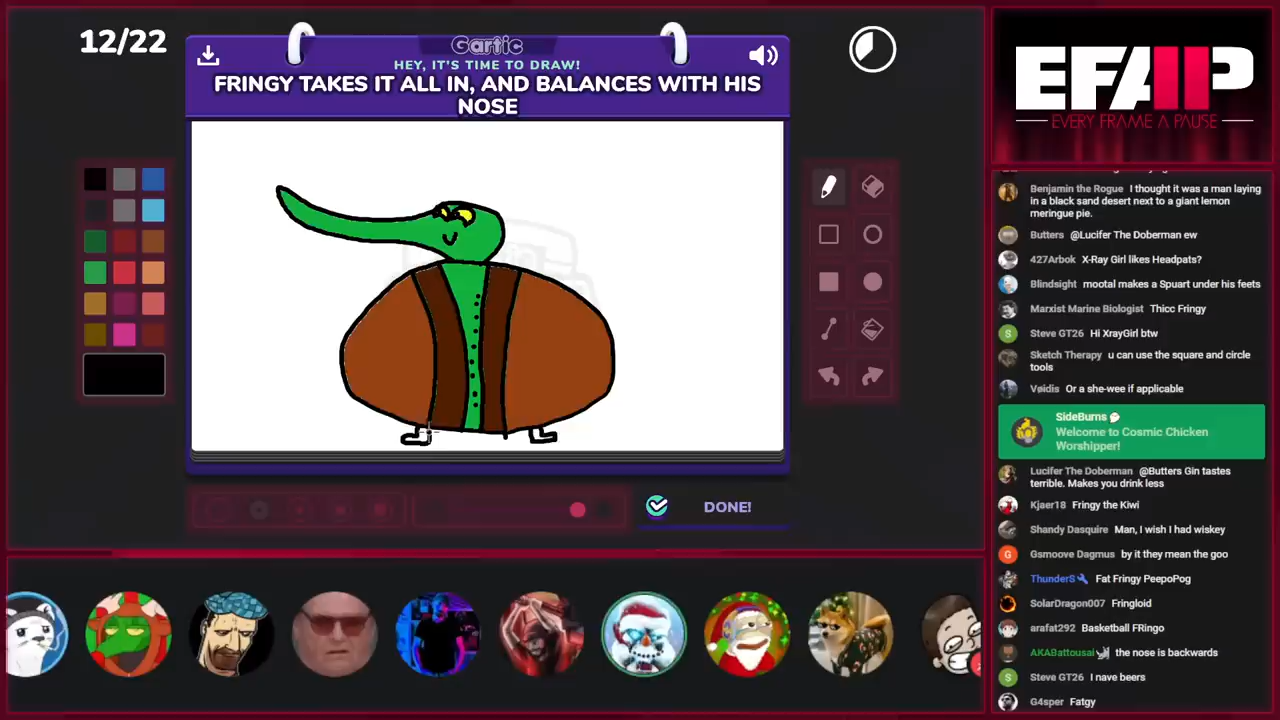 12/22
Gartic
HEY, IT'S TIME TO DRAW!
FRINGY TAKES IT ALL IN, AND BALANCES WITH HIS
NOSE
DONE!
EFAP
EVERY FRAME A PAUSE
Benjamin the Rogue I thought it was a man laying
in a black sand desert next to a giant lemon
meringue pie.
Butters @Lucifer The Doberman ew
427Arbok X-Ray Girl likes Headpats?
Blindsight mootal makes a Spuart under his feets
Marxist Marine Biologist Thicc Fringy
Steve GT26 Hi XrayGirl btw
Sketch Therapy u can use the square and circle
tools
Vøidis Or a she-wee if applicable
SideBurns
Welcome to Cosmic Chicken
Worshipper!
Lucifer The Doberman @Butters Gin tastes
terrible. Makes you drink less
Kjaer18 Fringy the Kiwi
Shandy Dasquire Man, I wish I had wiskey
G
Gsmoove Dagmus by it they mean the goo
ThunderS Fat Fringy PeepoPog
SolarDragon007 Fringloid
arafat292 Basketball FRingo
AKABattousai the nose is backwards
S
Steve GT26 I nave beers
G4sper Fatgy